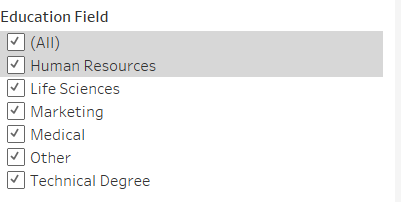 Education Field
(All)
Human Resources
Life Sciences
Marketing
Medical
Other
Technical Degree